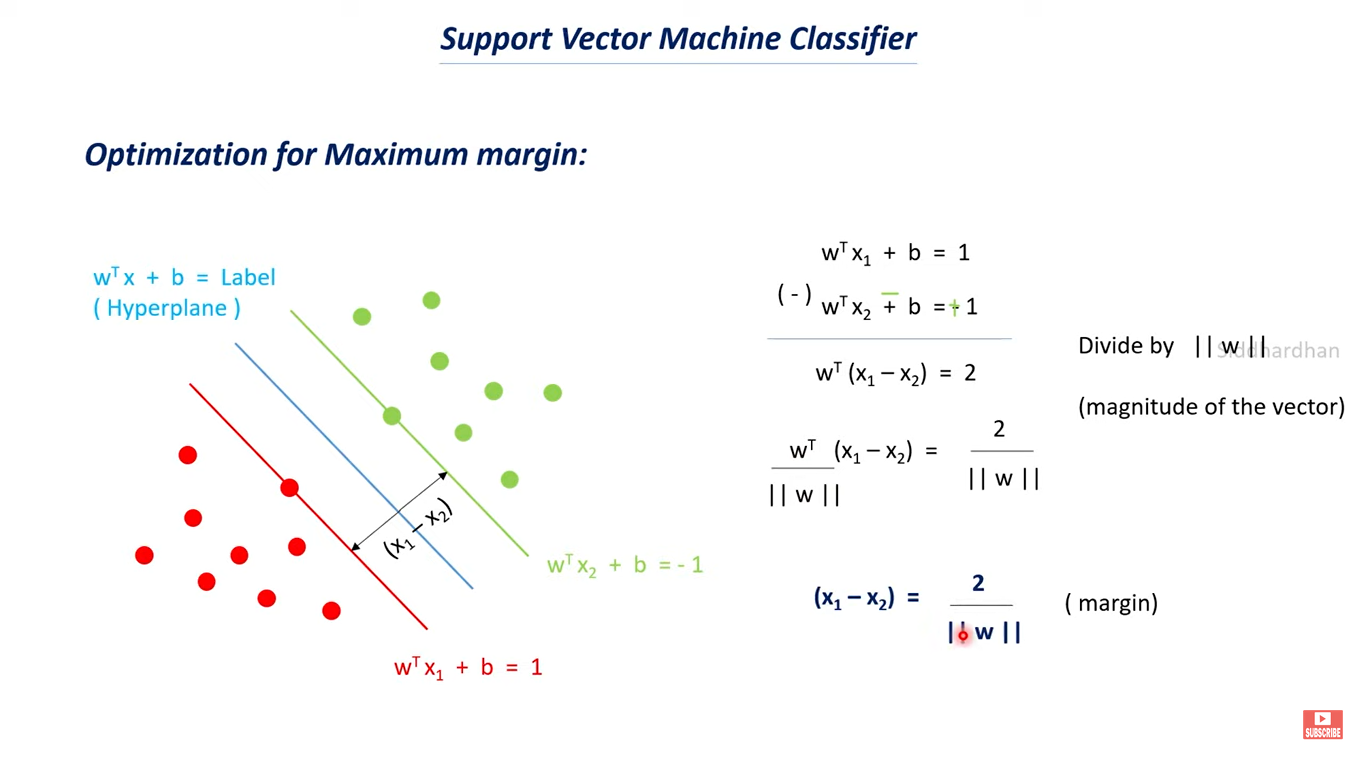 Support Vector Machine Classifier
Optimization for Maximum margin:
wᵀx + b = Label
( Hyperplane )
(x₁ – x₂)
wᵀx₂ + b = - 1
wᵀx₁ + b = 1
wᵀx₁ + b = 1
( - ) wᵀx₂ + b = - 1
− +
wᵀ (x₁ – x₂) = 2
Divide by || w ||
Siddhardhan
(magnitude of the vector)
wᵀ (x₁ – x₂) = 2
|| w || || w ||
(x₁ – x₂) = 2 ( margin)
|| w ||
SUBSCRIBE